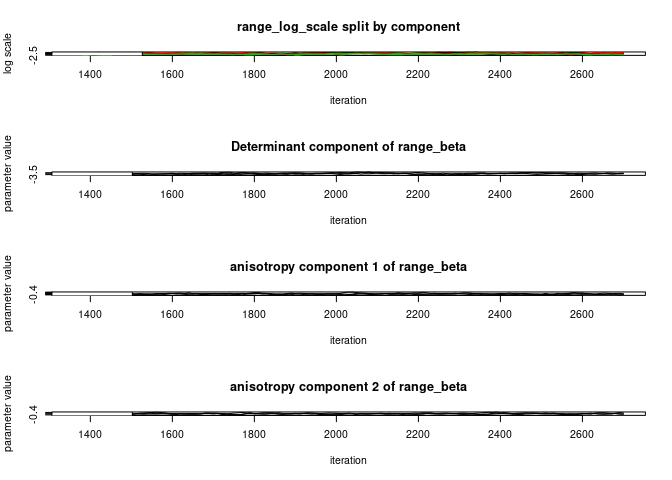 range_log_scale split by component
log scale
-2.5
1400 1600 1800 2000 2200 2400 2600
iteration
Determinant component of range_beta
parameter value
-3.5
1400 1600 1800 2000 2200 2400 2600
iteration
anisotropy component 1 of range_beta
parameter value
-0.4
1400 1600 1800 2000 2200 2400 2600
iteration
anisotropy component 2 of range_beta
parameter value
-0.4
1400 1600 1800 2000 2200 2400 2600
iteration